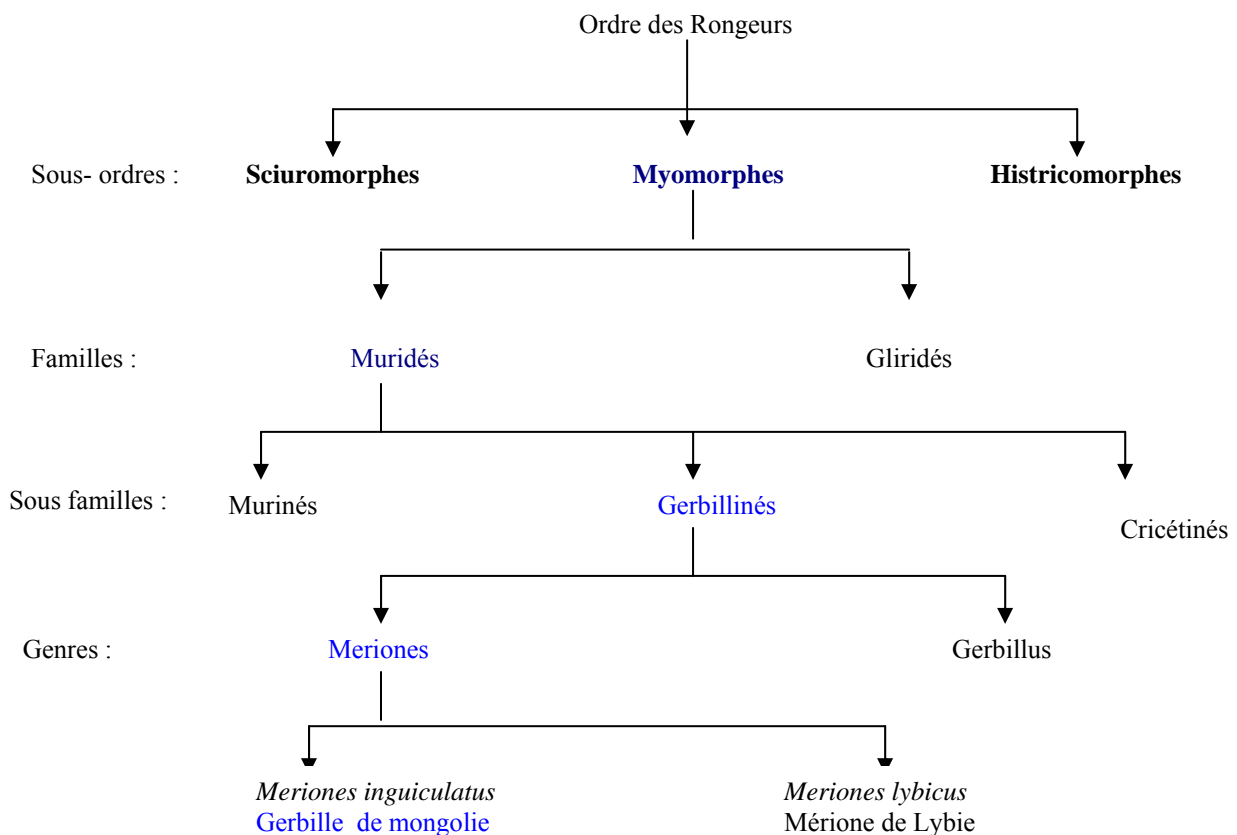 Ordre des Rongeurs
Sous- ordres : Sciuromorphes Myomorphes Histricomorphes
Familles : Muridés Gliridés
Sous familles : Murinés Gerbillinés Cricétinés
Genres : Meriones Gerbillus
Meriones inguiculatus Meriones lybicus
Gerbille de mongolie Mérione de Lybie